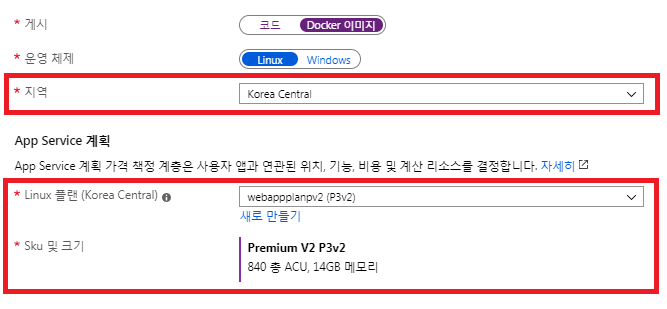 * 게시 코드 Docker 이미지
* 운영 체제 Linux Windows
* 지역 Korea Central
App Service 계획
App Service 계획 가격 책정 계층은 사용자 앱과 연관된 위치, 기능, 비용 및 계산 리소스를 결정합니다. 자세히
* Linux 플랜 (Korea Central) webappplanpv2 (P3v2)
새로 만들기
* Sku 및 크기 Premium V2 P3v2
840 총 ACU, 14GB 메모리